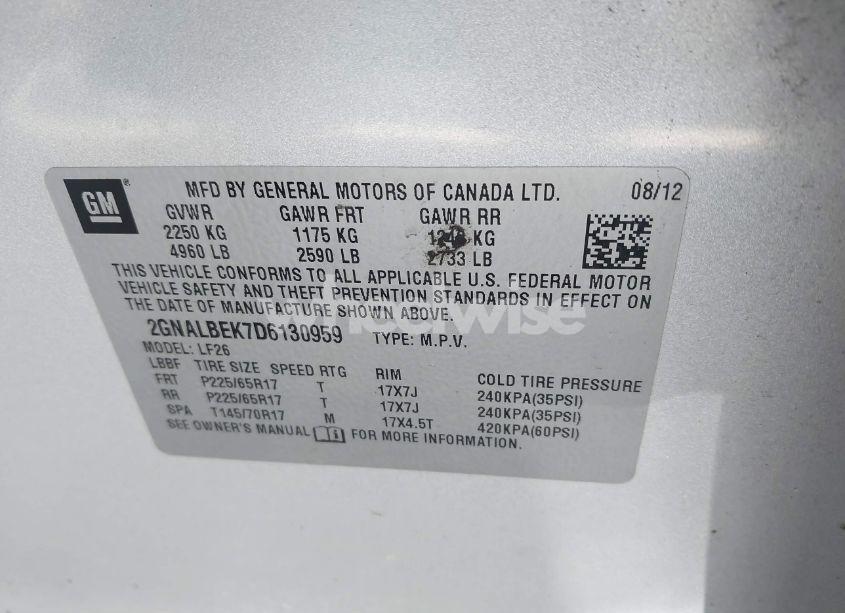 GM
MFD BY GENERAL MOTORS OF CANADA LTD. 08/12
GVWR GAWR FRT GAWR RR
2250 KG 1175 KG KG
4960 LB 2590 LB 2733 LB
THIS VEHICLE CONFORMS TO ALL APPLICABLE U.S. FEDERAL MOTOR
VEHICLE SAFETY AND THEFT PREVENTION STANDARDS IN EFFECT ON
THE DATE OF MANUFACTURE SHOWN ABOVE.
2GNALBEK7D6130959 TYPE: M.P.V.
MODEL: LF26
LBBF TIRE SIZE SPEED RTG RIM COLD TIRE PRESSURE
FRT P225/65R17 T 17X7J 240KPA(35PSI)
RR P225/65R17 T 17X7J 240KPA(35PSI)
SPA T145/70R17 M 17X4.5T 420KPA(60PSI)
SEE OWNER'S MANUAL FOR MORE INFORMATION.
wheelwise